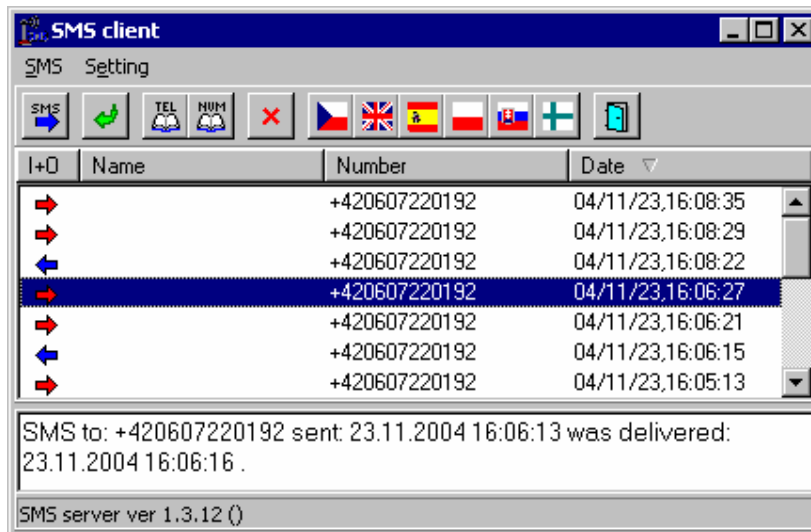 SMS client
SMS Setting
SMS TEL NUM
I+O Name Number Date
+420607220192 04/11/23,16:08:35
+420607220192 04/11/23,16:08:29
+420607220192 04/11/23,16:08:22
+420607220192 04/11/23,16:06:27
+420607220192 04/11/23,16:06:21
+420607220192 04/11/23,16:06:15
+420607220192 04/11/23,16:05:13
SMS to: +420607220192 sent: 23.11.2004 16:06:13 was delivered:
23.11.2004 16:06:16 .
SMS server ver 1.3.12 ()